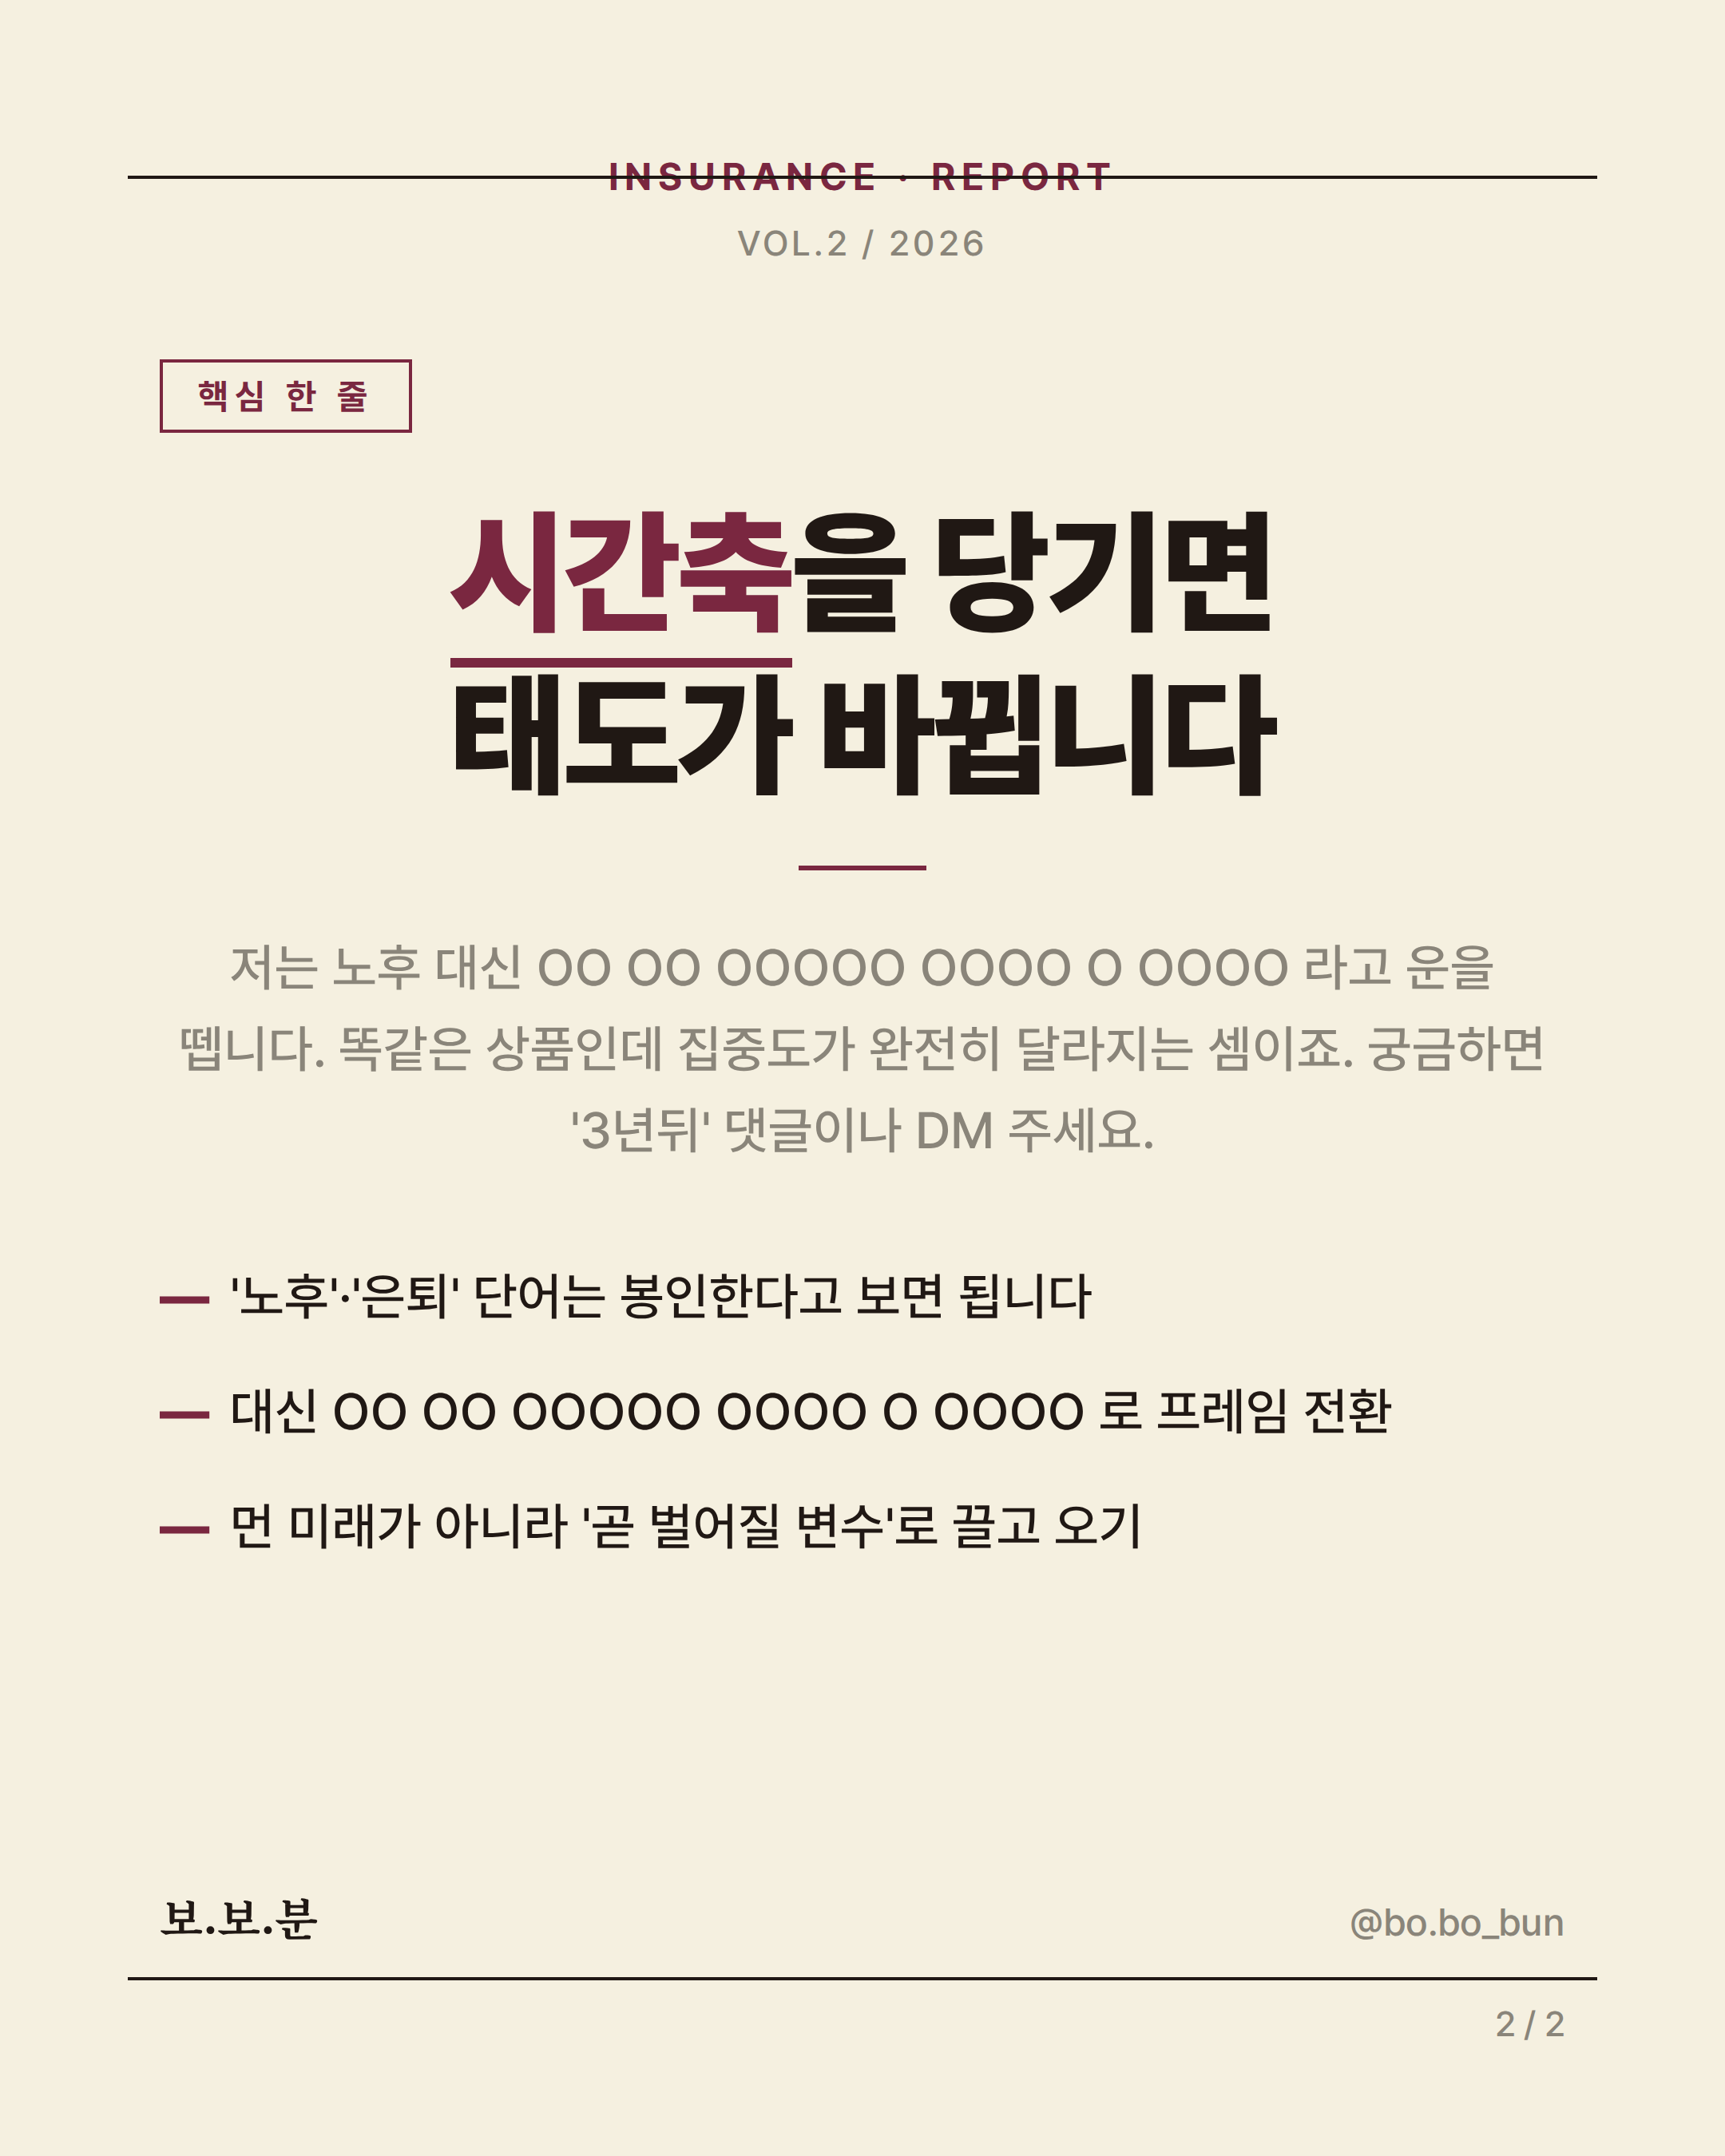 INSURANCE · REPORT
VOL.2 / 2026
핵심 한 줄
시간축을 당기면
태도가 바뀝니다
저는 노후 대신 OO OO OOOOO OOOO O OOOO 라고 운을
뗍니다. 똑같은 상품인데 집중도가 완전히 달라지는 셈이죠. 궁금하면
'3년뒤' 댓글이나 DM 주세요.
'노후'·'은퇴' 단어는 봉인한다고 보면 됩니다
대신 OO OO OOOOO OOOO O OOOO 로 프레임 전환
먼 미래가 아니라 '곧 벌어질 변수'로 끌고 오기
보.보.분
@bo.bo_bun
2 / 2